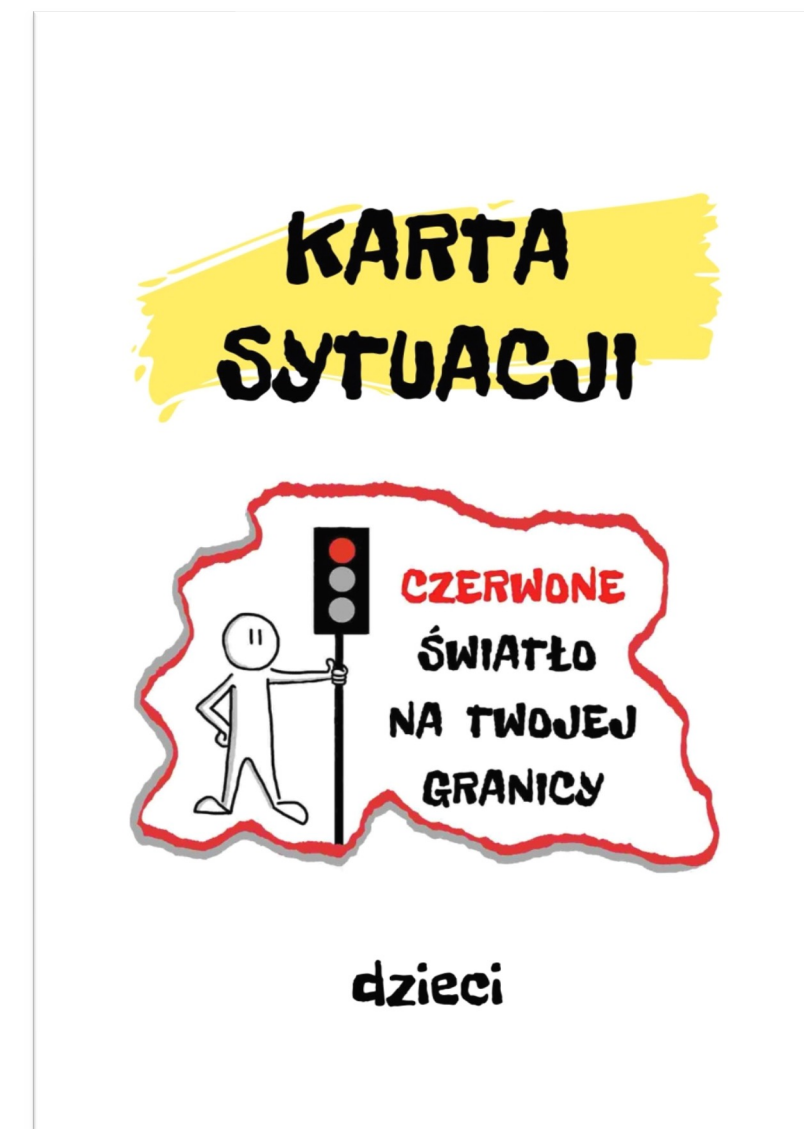 KARTA
SYTUACJI
CZERWONE
ŚWIATŁO
NA TWOJEJ
GRANICY
dzieci